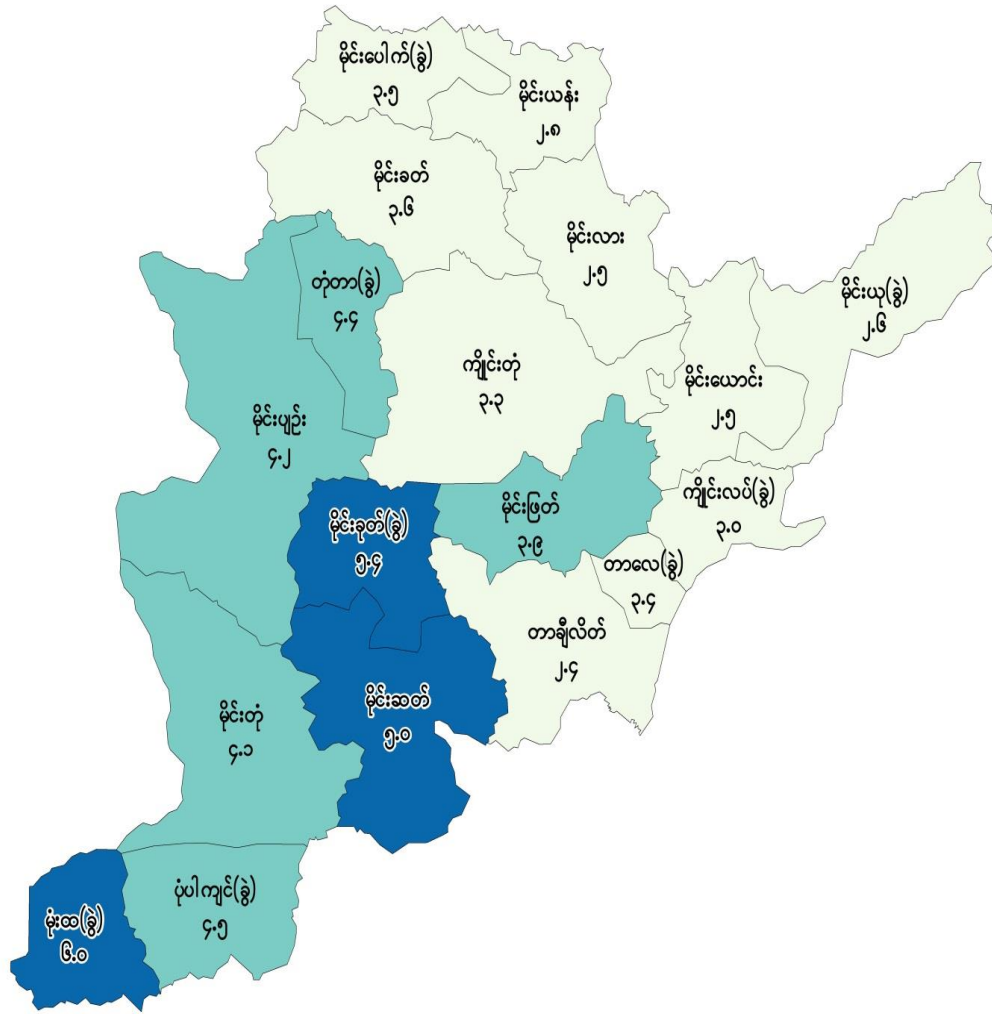 မိုင်းပေါက်(ခွဲ)
၃.၅
မိုင်းယန်း
၂.၈
မိုင်းခတ်
၃.၆
မိုင်းလား
၂.၅
တုံတာ(ခွဲ)
၄.၄
မိုင်းယု(ခွဲ)
၂.၆
ကျိုင်းတုံ
၃.၃
မိုင်းယောင်း
၂.၅
မိုင်းပျဉ်း
၄.၂
ကျိုင်းလပ်(ခွဲ)
၃.၀
မိုင်းဖြတ်
၃.၉
မိုင်းခုတ်(ခွဲ)
၅.၄
တာလေ(ခွဲ)
၃.၄
တာချီလိတ်
၂.၄
မိုင်းဆတ်
၅.၀
မိုင်းတုံ
၄.၁
ပုံပါကျင်(ခွဲ)
၄.၅
မုံးထ(ခွဲ)
၆.၀